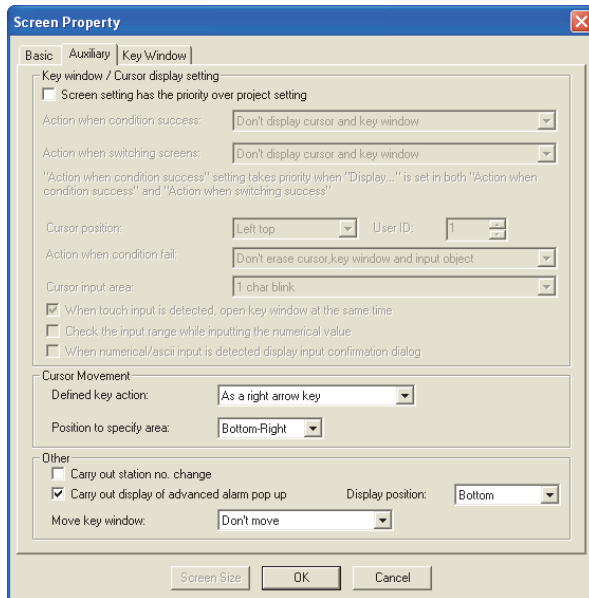 Screen Property
Basic Auxiliary Key Window
Key window / Cursor display setting
Screen setting has the priority over project setting
Action when condition success: Don't display cursor and key window
Action when switching screens: Don't display cursor and key window
"Action when condition success" setting takes priority when "Display..." is set in both "Action when
condition success" and "Action when switching success"
Cursor position: Left top User ID: 1
Action when condition fail: Don't erase cursor,key window and input object
Cursor input area: 1 char blink
When touch input is detected, open key window at the same time
Check the input range while inputting the numerical value
When numerical/ascii input is detected display input confirmation dialog
Cursor Movement
Defined key action: As a right arrow key
Position to specify area: Bottom-Right
Other
Carry out station no. change
Carry out display of advanced alarm pop up Display position: Bottom
Move key window: Don't move
Screen Size OK Cancel